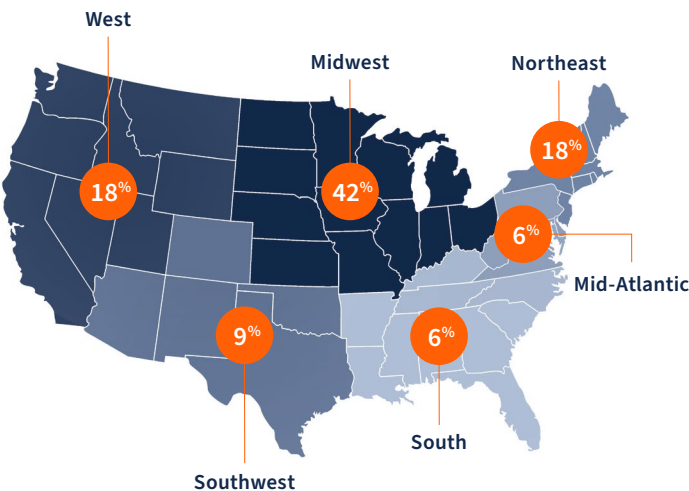 West
Midwest
Northeast
18%
42%
18%
6%
Mid-Atlantic
9%
6%
South
Southwest